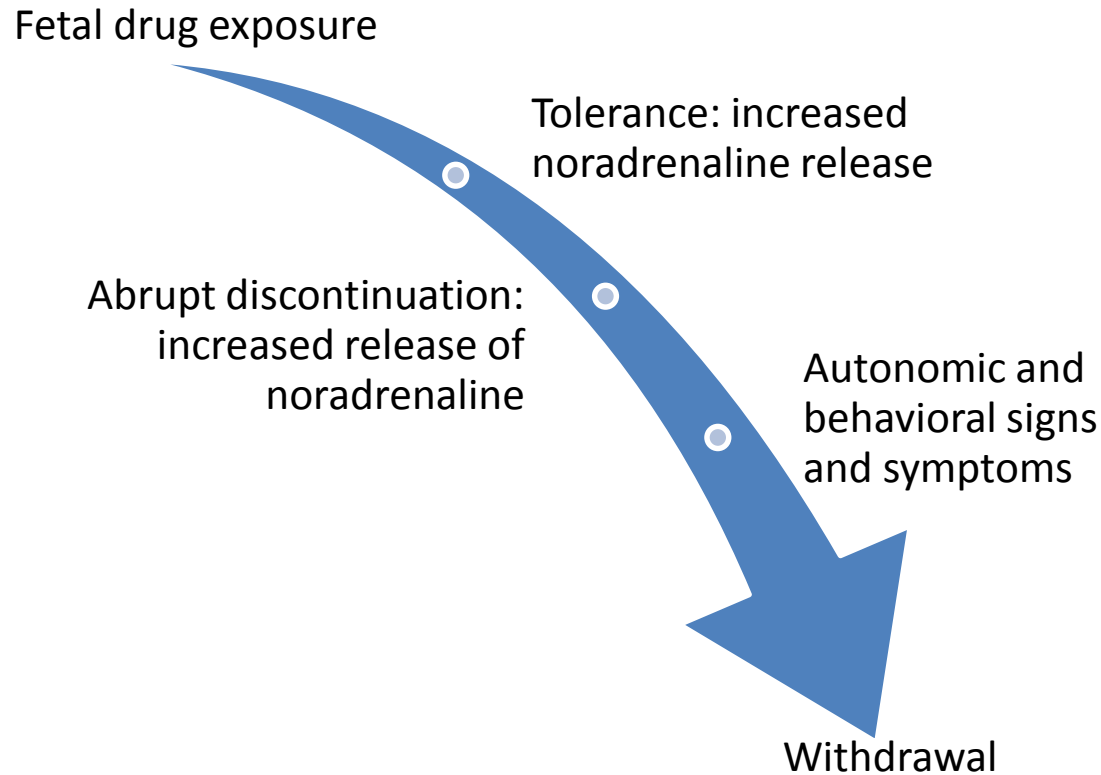 Fetal drug exposure
Tolerance: increased
noradrenaline release
Abrupt discontinuation:
increased release of
noradrenaline
Autonomic and
behavioral signs
and symptoms
Withdrawal